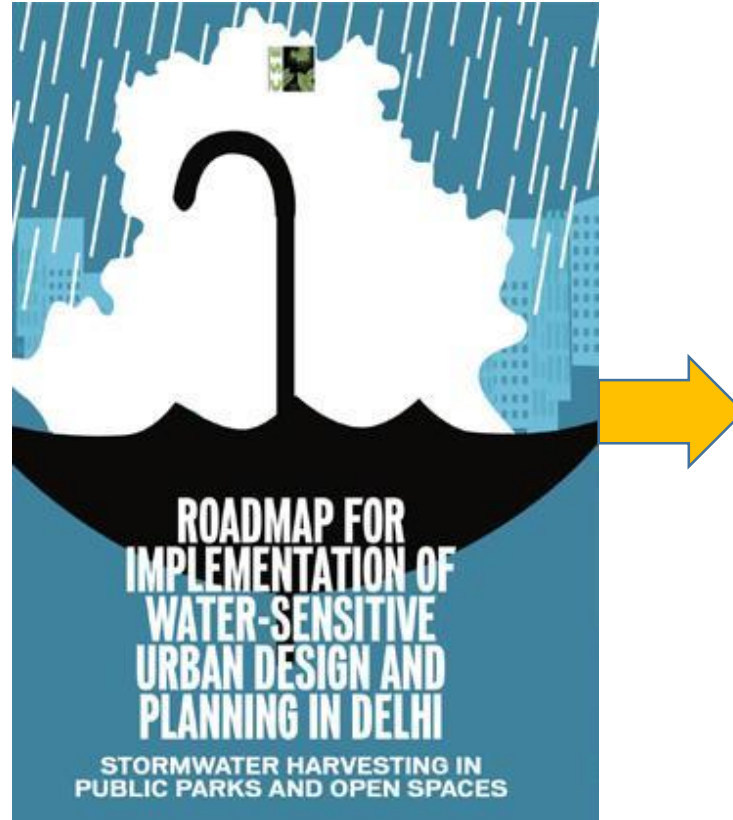 CSE
ROADMAP FOR
IMPLEMENTATION OF
WATER-SENSITIVE
URBAN DESIGN AND
PLANNING IN DELHI
STORMWATER HARVESTING IN
PUBLIC PARKS AND OPEN SPACES